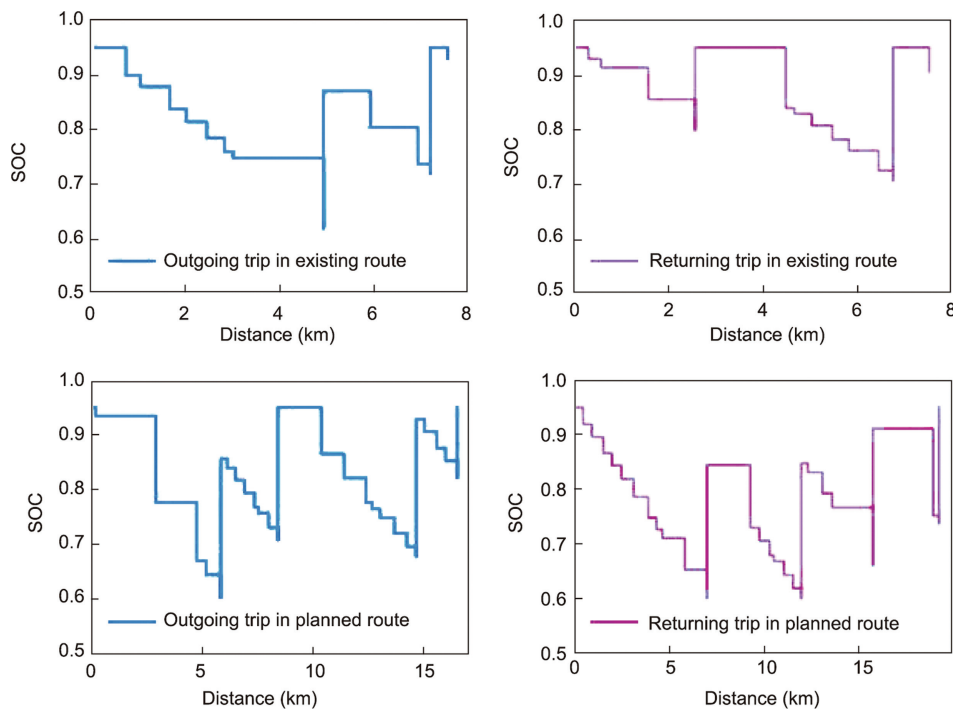 1.0
0.9
0.8
0.7
0.6
0.5
SOC
Outgoing trip in existing route
0 2 4 6 8
Distance (km)
1.0
0.9
0.8
0.7
0.6
0.5
SOC
Returning trip in existing route
0 2 4 6 8
Distance (km)
1.0
0.9
0.8
0.7
0.6
0.5
SOC
Outgoing trip in planned route
0 5 10 15
Distance (km)
1.0
0.9
0.8
0.7
0.6
0.5
SOC
Returning trip in planned route
0 5 10 15
Distance (km)